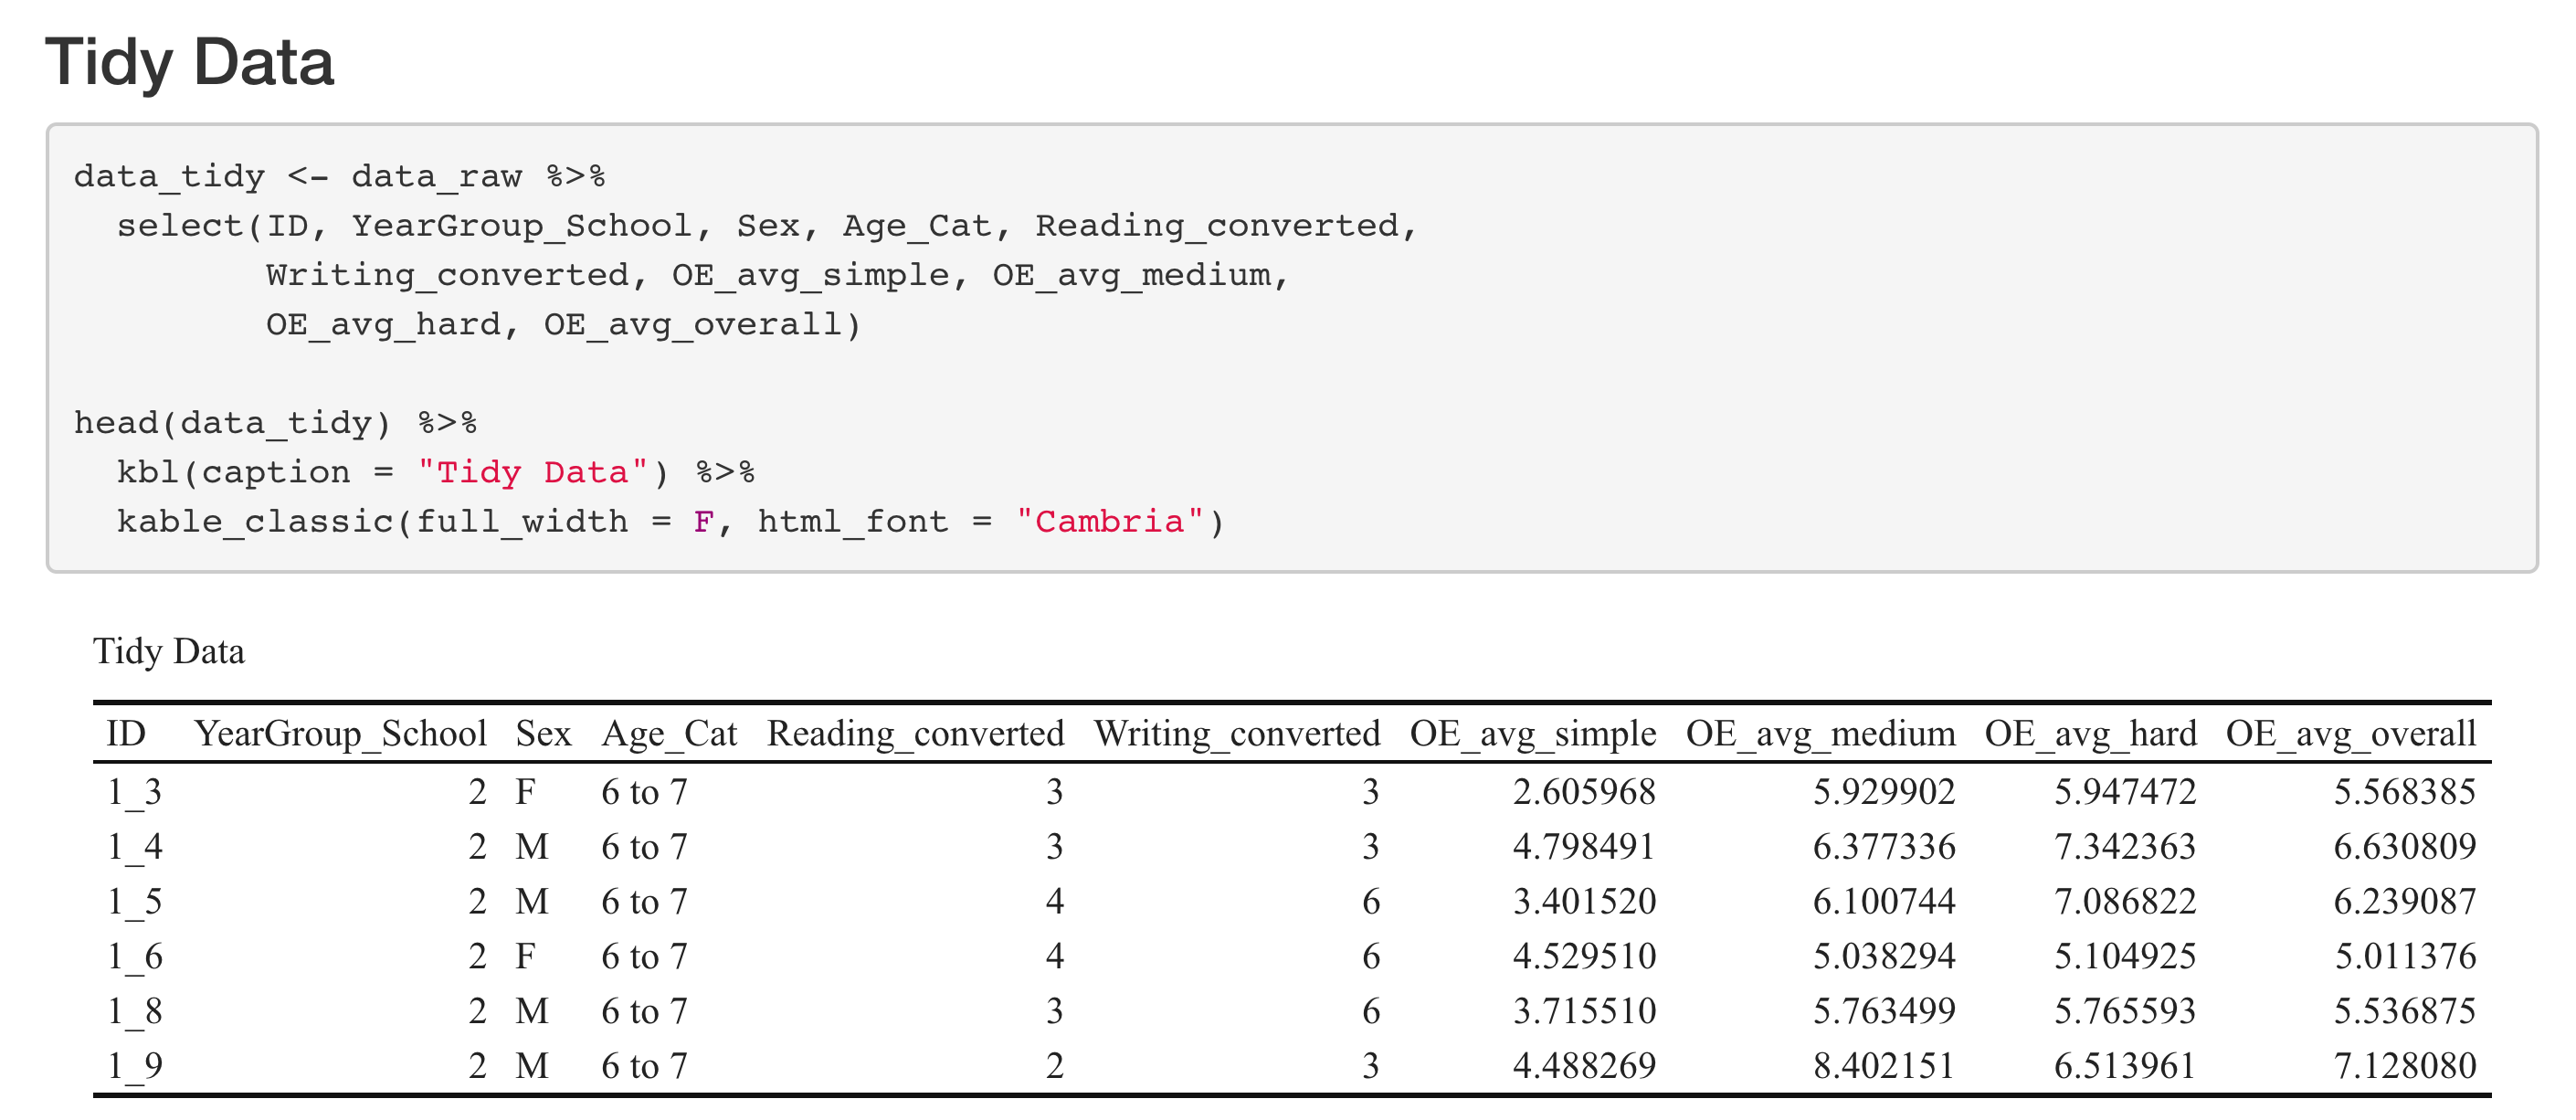 Tidy Data
data_tidy <- data_raw %>%
  select(ID, YearGroup_School, Sex, Age_Cat, Reading_converted,
         Writing_converted, OE_avg_simple, OE_avg_medium,
         OE_avg_hard, OE_avg_overall)
head(data_tidy) %>%
  kbl(caption = "Tidy Data") %>%
  kable_classic(full_width = F, html_font = "Cambria")
Tidy Data
ID YearGroup_School Sex Age_Cat Reading_converted Writing_converted OE_avg_simple OE_avg_medium OE_avg_hard OE_avg_overall
1_3 2 F 6 to 7 3 3 2.605968 5.929902 5.947472 5.568385
1_4 2 M 6 to 7 3 3 4.798491 6.377336 7.342363 6.630809
1_5 2 M 6 to 7 4 6 3.401520 6.100744 7.086822 6.239087
1_6 2 F 6 to 7 4 6 4.529510 5.038294 5.104925 5.011376
1_8 2 M 6 to 7 3 6 3.715510 5.763499 5.765593 5.536875
1_9 2 M 6 to 7 2 3 4.488269 8.402151 6.513961 7.128080